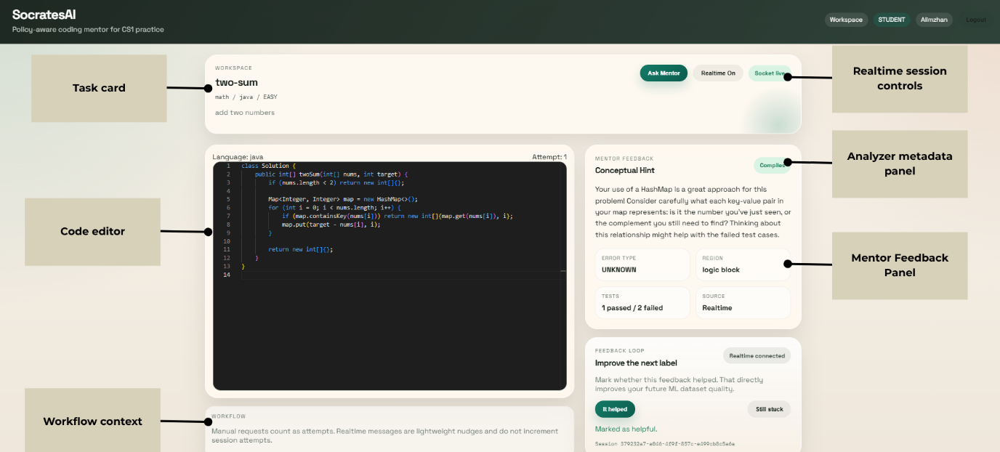 SocratesAI
Policy-aware coding mentor for CS1 practice
Workspace
STUDENT
Alimzhan
Logout
Task card
WORKSPACE
two-sum
math / java / EASY
add two numbers
Ask Mentor
Realtime On
Socket live
Realtime session
controls
Code editor
Language: java
Attempt: 1
1 class Solution {
2 public int[] twoSum(int[] nums, int target) {
3 if (nums.length < 2) return new int[]{};
4
5 Map<Integer, Integer> map = new HashMap<>();
6 for (int i = 0; i < nums.length; i++) {
7 if (map.containsKey(nums[i])) return new int[]{map.get(nums[i]), i};
8 map.put(target - nums[i], i);
9 }
10
11 return new int[]{};
12 }
13 }
14
Analyzer metadata
panel
MENTOR FEEDBACK
Conceptual Hint
Compiles
Your use of a HashMap is a great approach for this
problem! Consider carefully what each key-value pair in
your map represents: is it the number you've just seen, or
the complement you still need to find? Thinking about
this relationship might help with the failed test cases.
ERROR TYPE
UNKNOWN
REGION
logic block
TESTS
1 passed / 2 failed
SOURCE
Realtime
Mentor Feedback
Panel
Workflow context
WORKFLOW
Manual requests count as attempts. Realtime messages are lightweight nudges and do not increment
session attempts.
FEEDBACK LOOP
Improve the next label
Realtime connected
Mark whether this feedback helped. That directly
improves your future ML dataset quality.
It helped
Still stuck
Marked as helpful.
Session 379232a7-a046-4f9f-857c-e499cb8c5a6a